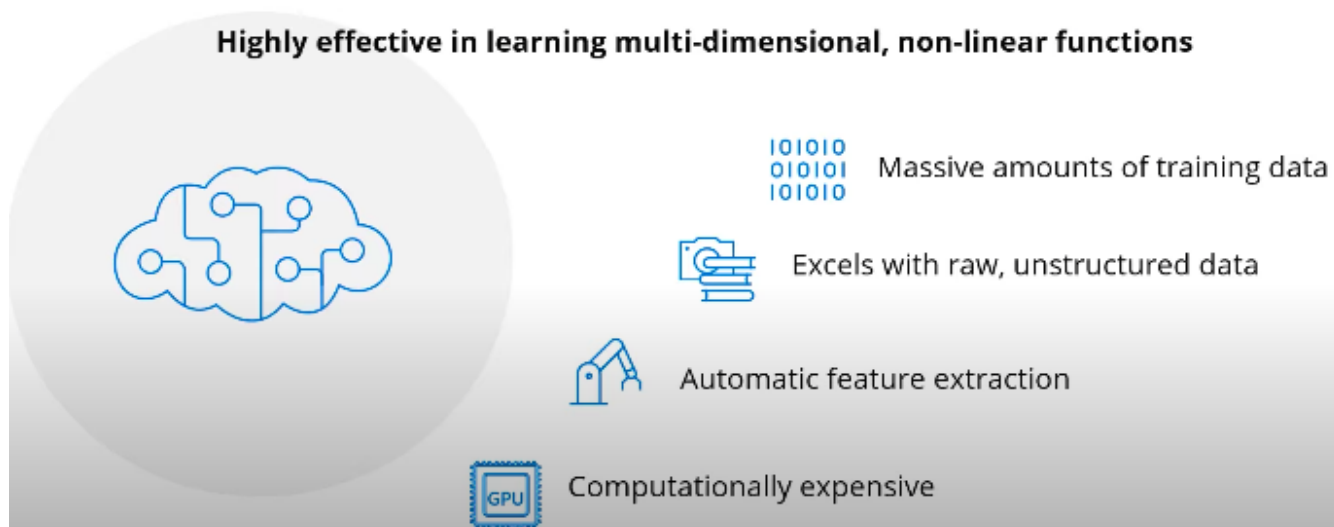 Highly effective in learning multi-dimensional, non-linear functions
101010
010101
101010
Massive amounts of training data
Excels with raw, unstructured data
Automatic feature extraction
GPU
Computationally expensive